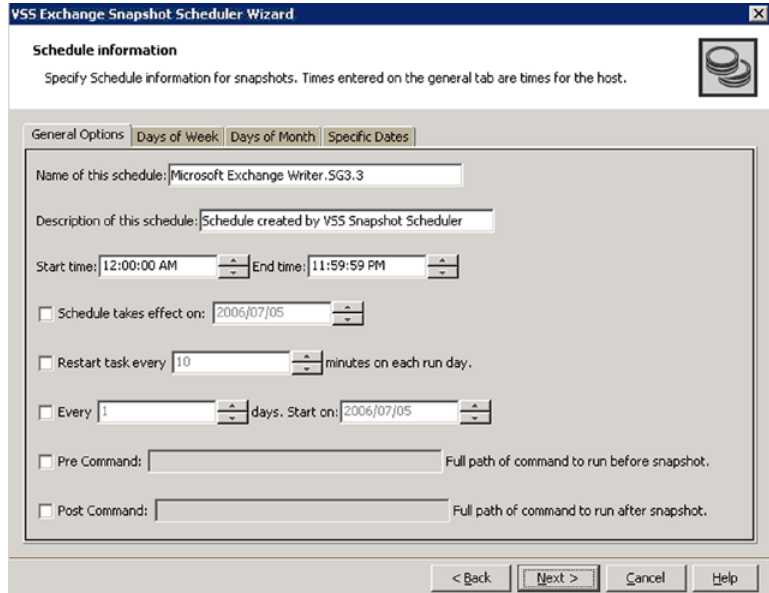 VSS Exchange Snapshot Scheduler Wizard
Schedule information
Specify Schedule information for snapshots. Times entered on the general tab are times for the host.
General Options Days of Week Days of Month Specific Dates
Name of this schedule: Microsoft Exchange Writer.SG3.3
Description of this schedule: Schedule created by VSS Snapshot Scheduler
Start time: 12:00:00 AM End time: 11:59:59 PM
Schedule takes effect on: 2006/07/05
Restart task every 10 minutes on each run day.
Every 1 days. Start on: 2006/07/05
Pre Command: Full path of command to run before snapshot.
Post Command: Full path of command to run after snapshot.
< Back Next > Cancel Help